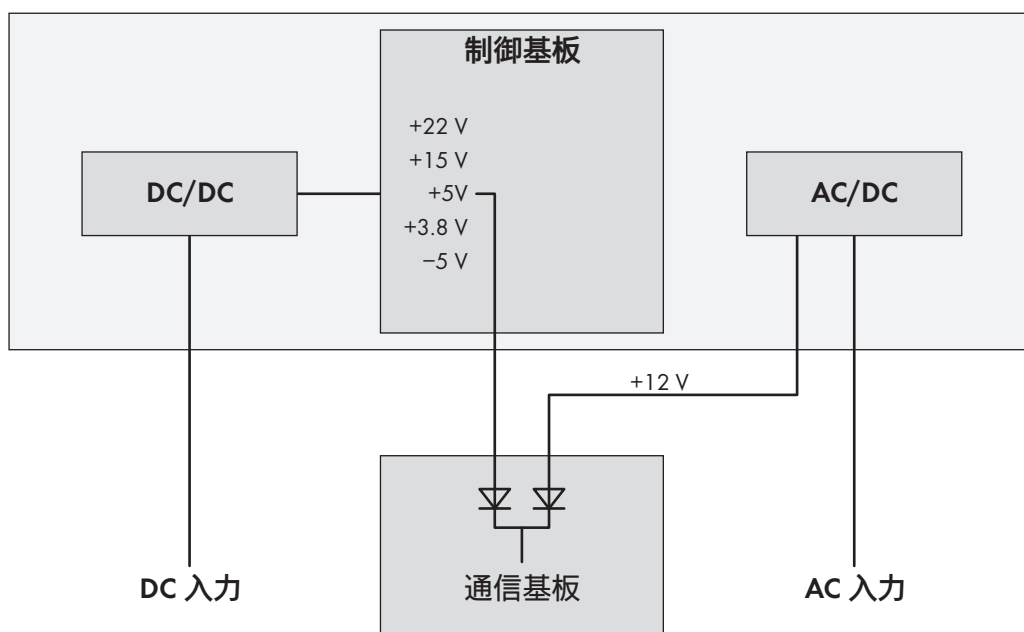 制御基板
+22 V
+15 V
+5V
+3.8 V
−5 V
DC/DC
AC/DC
+12 V
DC 入力
通信基板
AC 入力